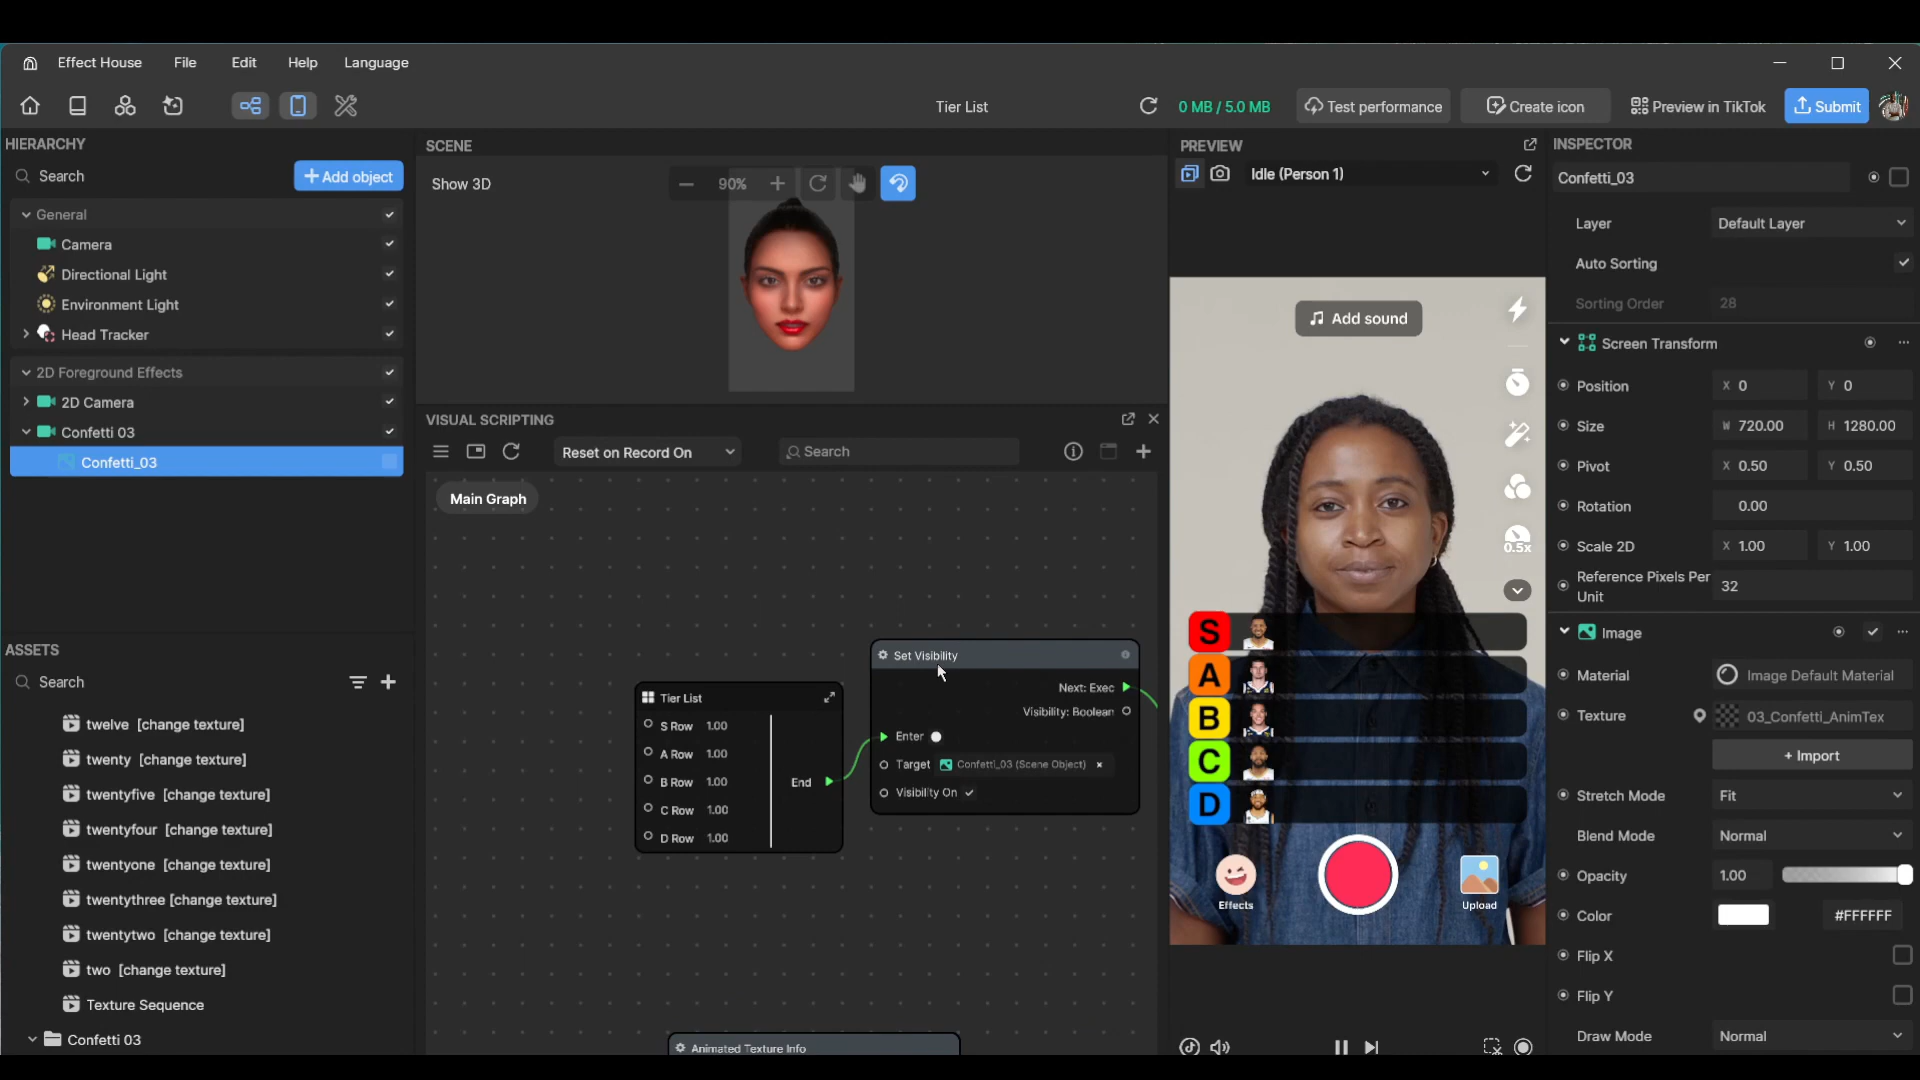 Effect House File Edit Help Language
Tier List
0 MB / 5.0 MB
Test performance
Create icon
Preview in TikTok
Submit
HIERARCHY
Search
Add object
General
Camera
Directional Light
Environment Light
Head Tracker
2D Foreground Effects
2D Camera
Confetti 03
Confetti_03
ASSETS
Search
twelve [change texture]
twenty [change texture]
twentyfive [change texture]
twentyfour [change texture]
twentyone [change texture]
twentythree [change texture]
twentytwo [change texture]
two [change texture]
Texture Sequence
Confetti 03
SCENE
Show 3D
90%
VISUAL SCRIPTING
Reset on Record On
Search
Main Graph
Tier List
S Row 1.00
A Row 1.00
B Row 1.00
C Row 1.00
D Row 1.00
End
Set Visibility
Next: Exec
Visibility: Boolean
Enter
Target Confetti_03 (Scene Object) ×
Visibility On
Animated Texture Info
PREVIEW
Idle (Person 1)
Add sound
0.5x
S
A
B
C
D
Effects
Upload
INSPECTOR
Confetti_03
Layer Default Layer
Auto Sorting
Sorting Order 28
Screen Transform
Position X 0 Y 0
Size W 720.00 H 1280.00
Pivot X 0.50 Y 0.50
Rotation 0.00
Scale 2D X 1.00 Y 1.00
Reference Pixels Per
Unit
32
Image
Material Image Default Material
Texture 03_Confetti_AnimTex
+ Import
Stretch Mode Fit
Blend Mode Normal
Opacity 1.00
Color #FFFFFF
Flip X
Flip Y
Draw Mode Normal